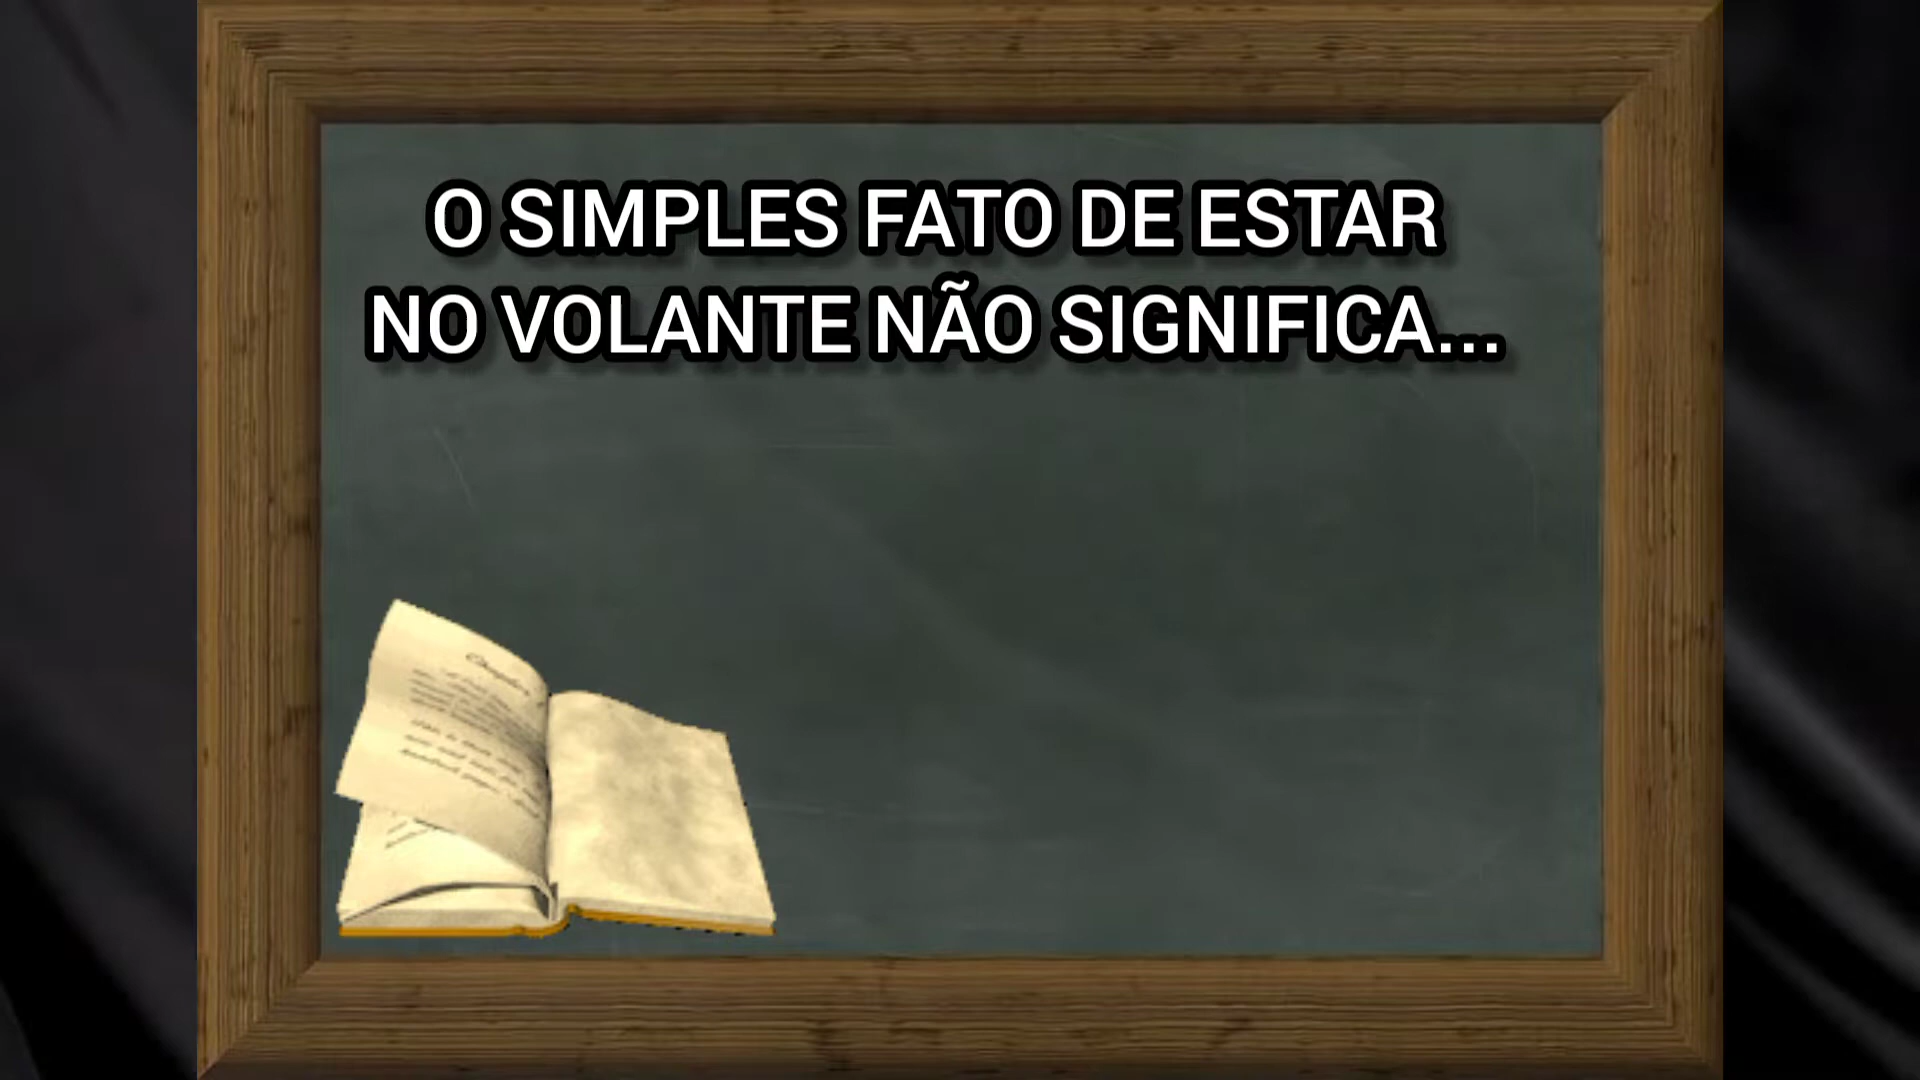 O SIMPLES FATO DE ESTAR
NO VOLANTE NÃO SIGNIFICA...